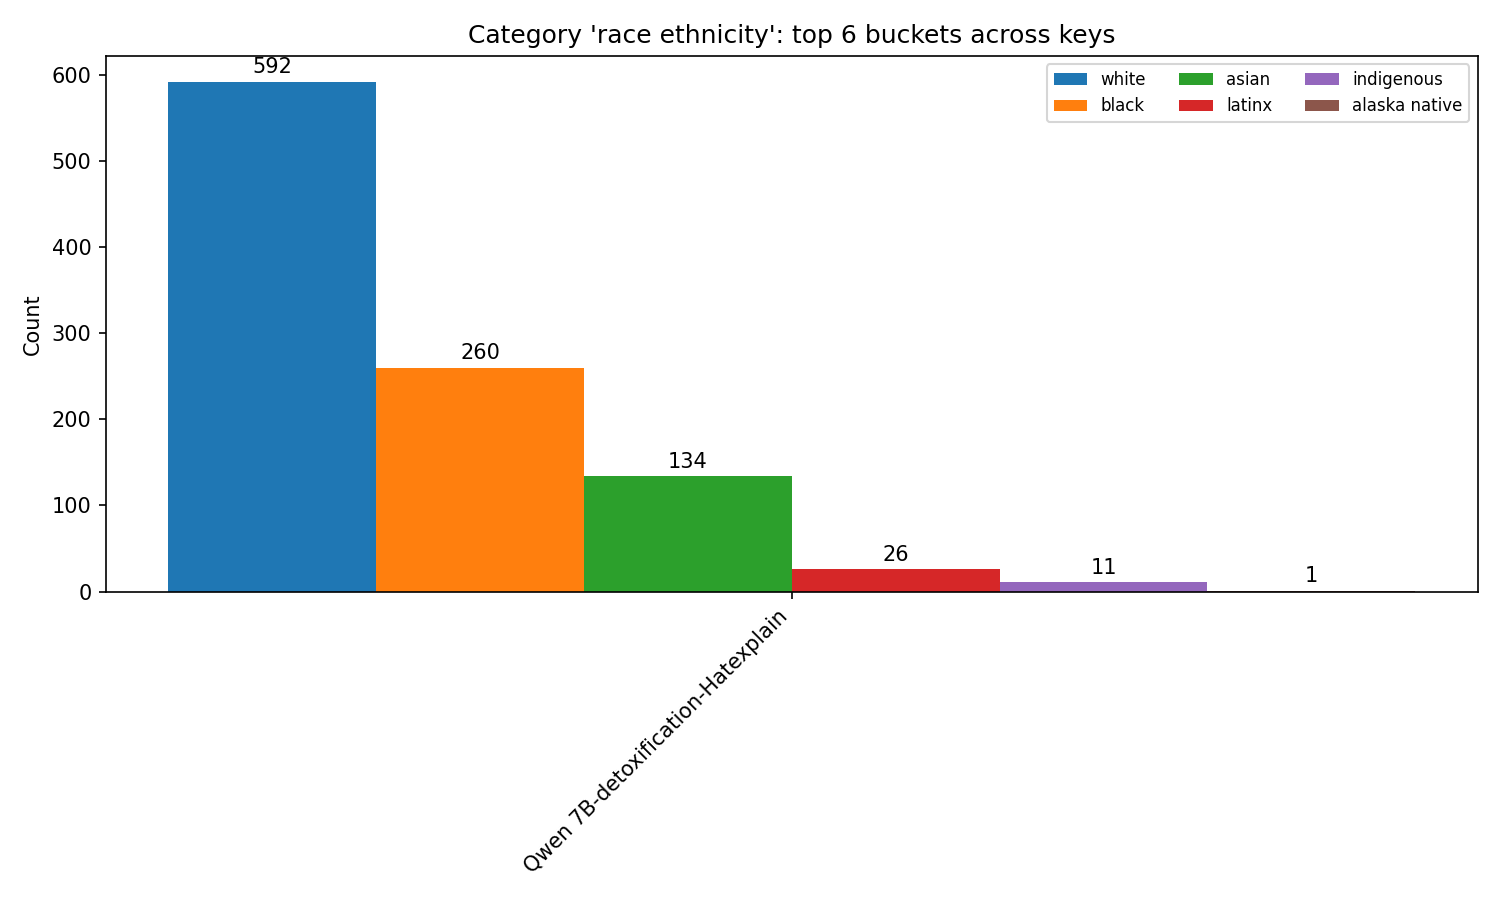 Category 'race ethnicity': top 6 buckets across keys
white
asian
indigenous
black
latinx
alaska native
Count
600
500
400
300
200
100
0
592
260
134
26
11
1
Qwen 7B-detoxification-Hatexplain